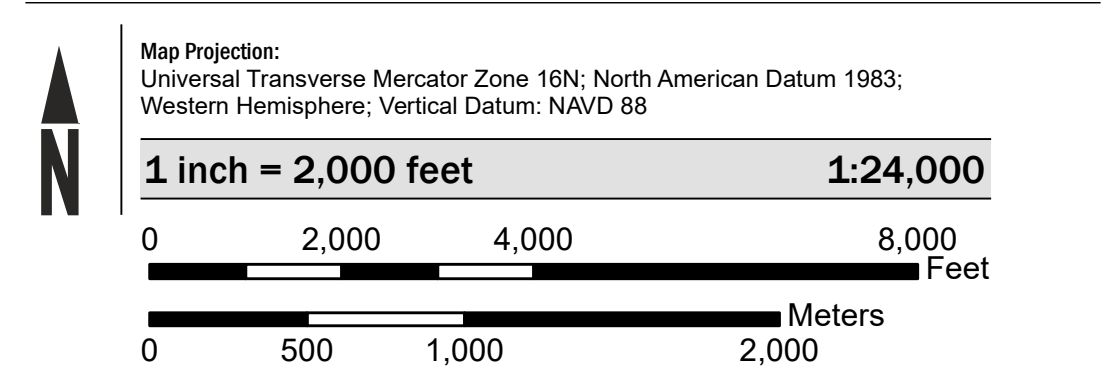 Map Projection:
Universal Transverse Mercator Zone 16N; North American Datum 1983;
Western Hemisphere; Vertical Datum: NAVD 88
N
1 inch = 2,000 feet 1:24,000
0 2,000 4,000 8,000
Feet
Meters
0 500 1,000 2,000